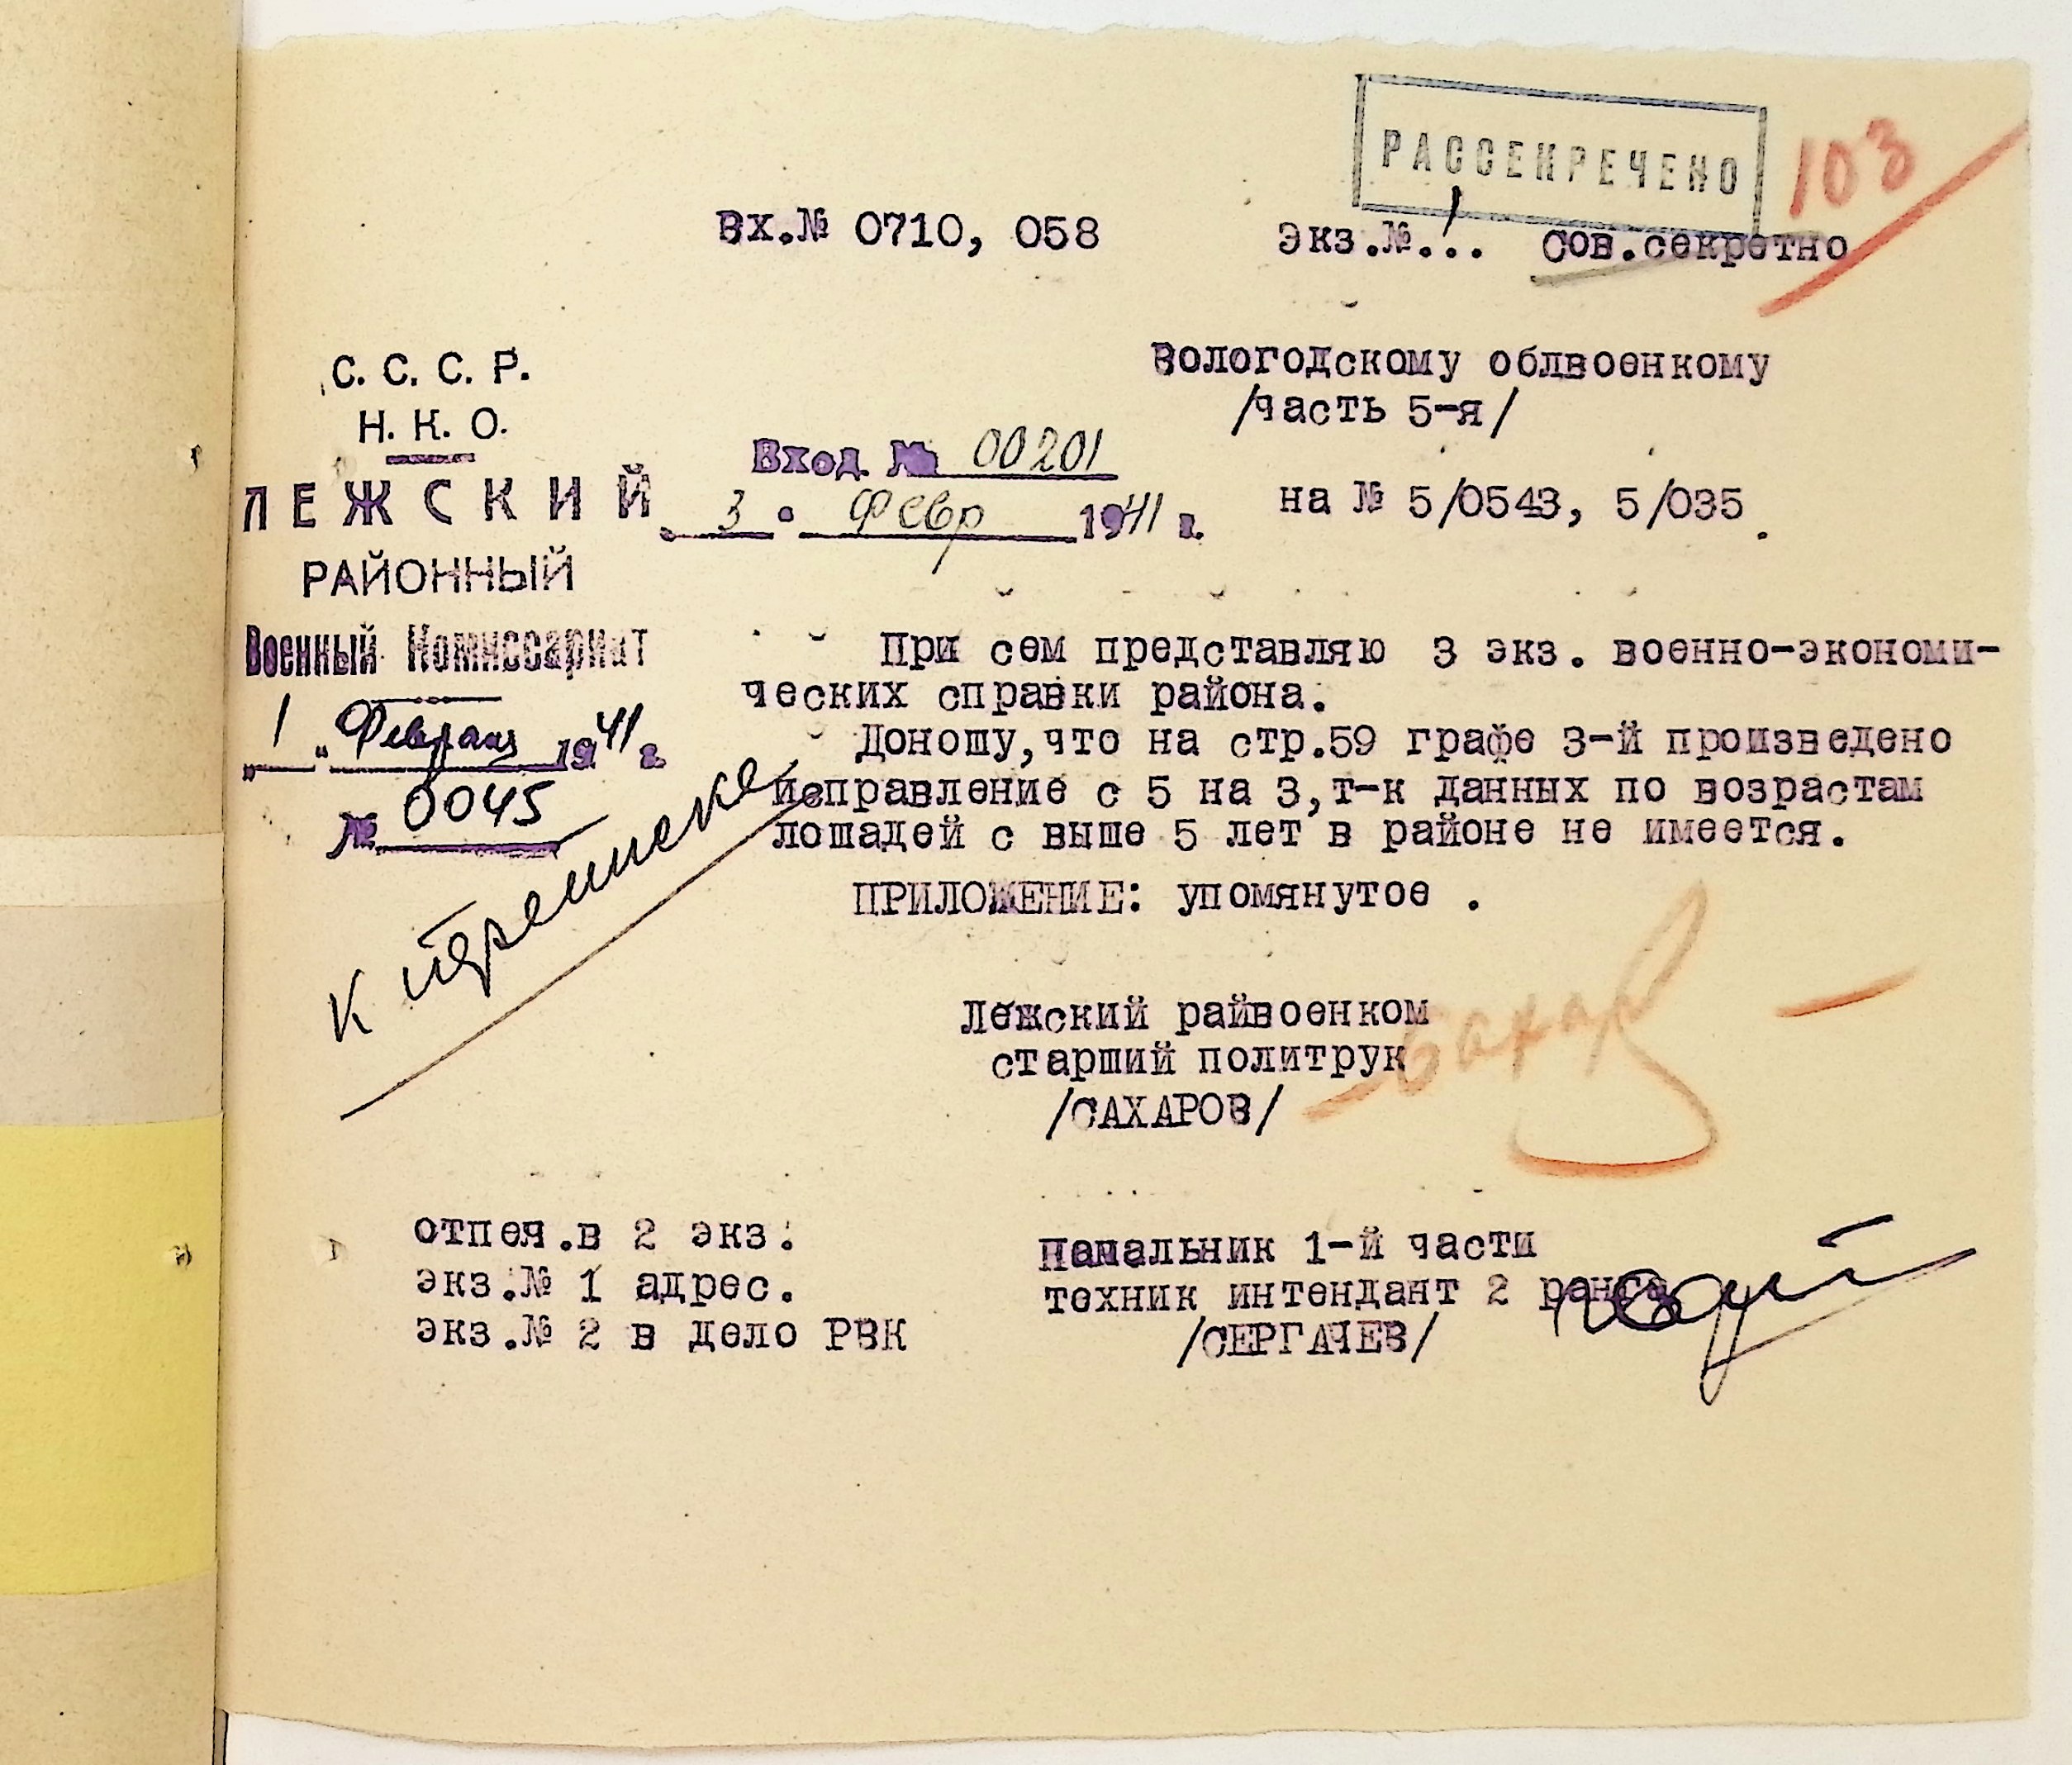 РАССЕКРЕЧЕНО
103
Вх.№ 0710, 058
Экз.№.1. Сов.секретно
С. С. С. Р.
Н. К. О.
ЛЕЖСКИЙ
РАЙОННЫЙ
Военный Комиссариат
„ 1 " Февраля 1941 г.
№ 0045
Вход. № 00201
„ 3 " Февр 1941 г.
Вологодскому облвоенкому
/часть 5-я/
на № 5/0543, 5/035
При сем представляю 3 экз. военно-экономи-
ческих справки района.
Доношу,что на стр.59 графе 3-й произведено
исправление с 5 на 3,т-к данных по возрастам
лошадей с выше 5 лет в районе не имеется.
ПРИЛОЖЕНИЕ: упомянутое .
К переписке
Лежский райвоенком
старший политрук
/САХАРОВ/
Сахаров
отпеч.в 2 экз.
экз.№ 1 адрес.
экз.№ 2 в дело РВК
Начальник 1-й части
техник интендант 2 ранга
/СЕРГАЧЕВ/